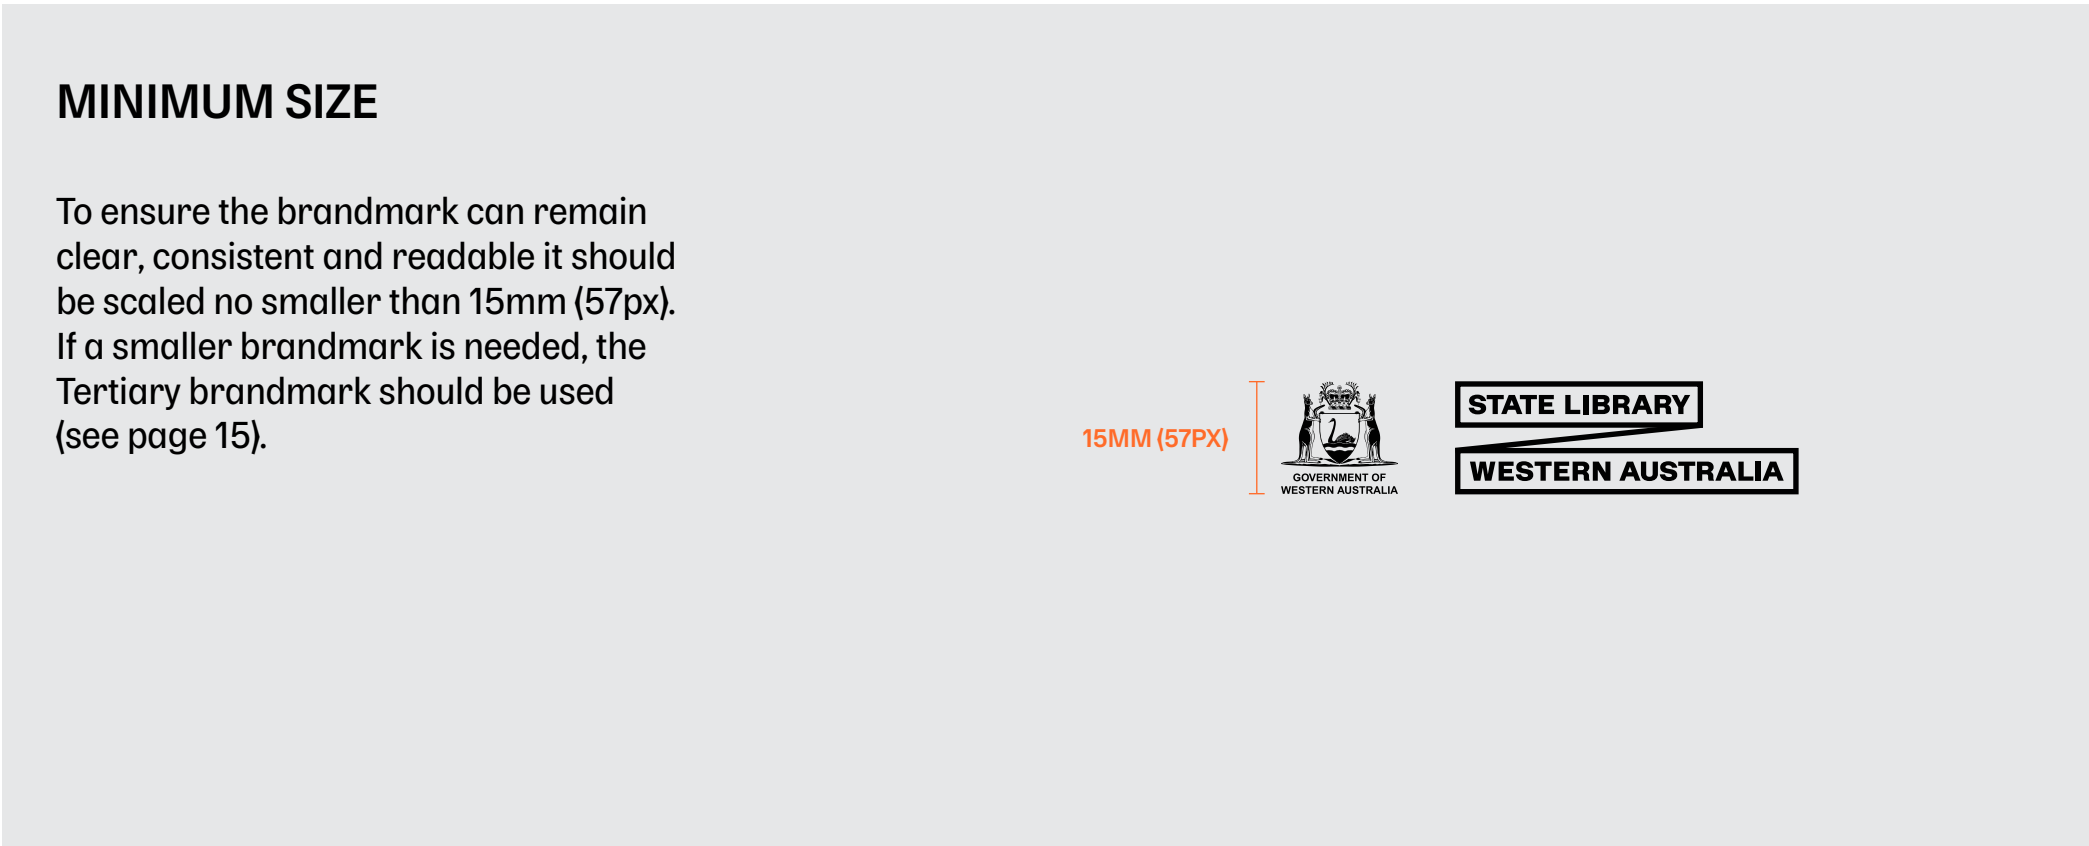 MINIMUM SIZE
To ensure the brandmark can remain
clear, consistent and readable it should
be scaled no smaller than 15mm (57px).
If a smaller brandmark is needed, the
Tertiary brandmark should be used
(see page 15).
15MM (57PX)
GOVERNMENT OF
WESTERN AUSTRALIA
STATE LIBRARY
WESTERN AUSTRALIA